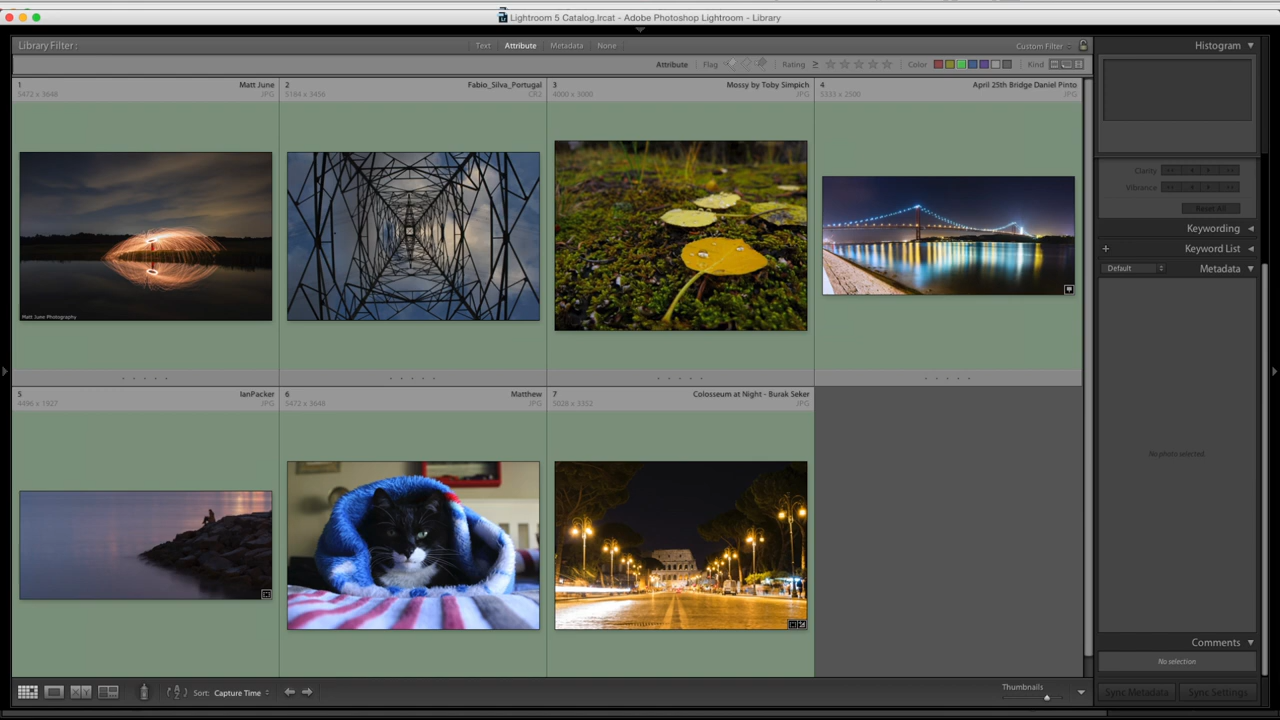 Lightroom 5 Catalog.lrcat - Adobe Photoshop Lightroom - Library
Library Filter : Text Attribute Metadata None Custom Filter Histogram
Attribute Flag Rating ≥ Color Kind
1 Matt June
5472 x 3648 JPG
2 Fabio_Silva_Portugal
5184 x 3456 CR2
3 Mossy by Toby Simpich
4000 x 3000 JPG
4 April 25th Bridge Daniel Pinto
5333 x 2500 JPG
Matt June Photography
Clarity
Vibrance
Reset All
Keywording
+ Keyword List
Default Metadata
5 IanPacker
4496 x 1927 JPG
6 Matthew
5472 x 3648 JPG
7 Colosseum at Night - Burak Seker
5028 x 3352 JPG
No photo selected
Comments
No selection
Sort: Capture Time
Thumbnails
Sync Metadata Sync Settings